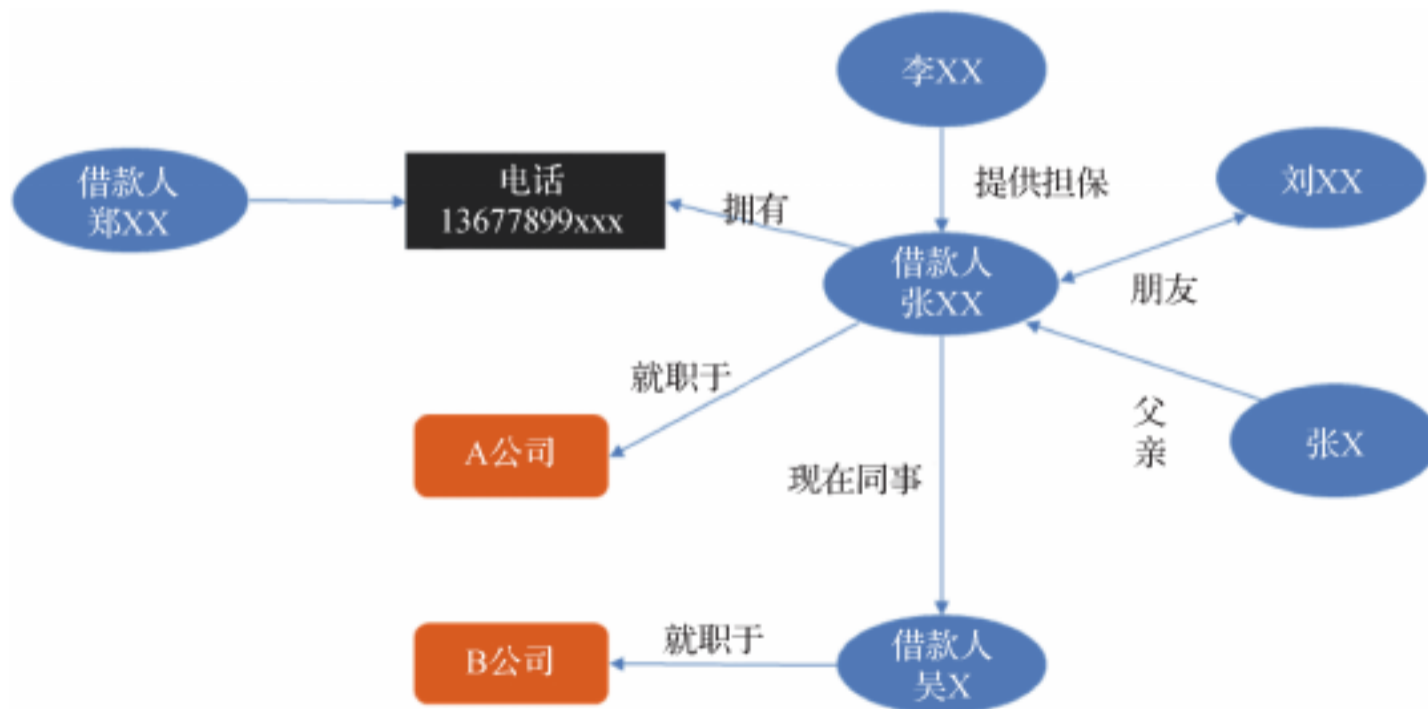 李XX
借款人
郑XX
电话
13677899xxx
拥有
提供担保
刘XX
借款人
张XX
朋友
就职于
A公司
父
亲
张X
现在同事
B公司
就职于
借款人
吴X